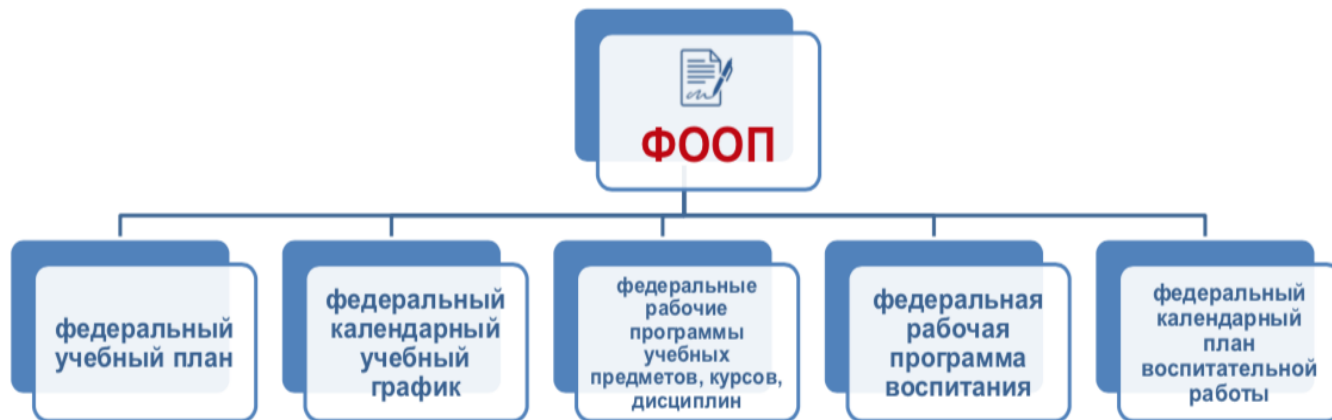 ФООП
федеральный
учебный план
федеральный
календарный
учебный
график
федеральные
рабочие
программы
учебных
предметов, курсов,
дисциплин
федеральная
рабочая
программа
воспитания
федеральный
календарный
план
воспитательной
работы